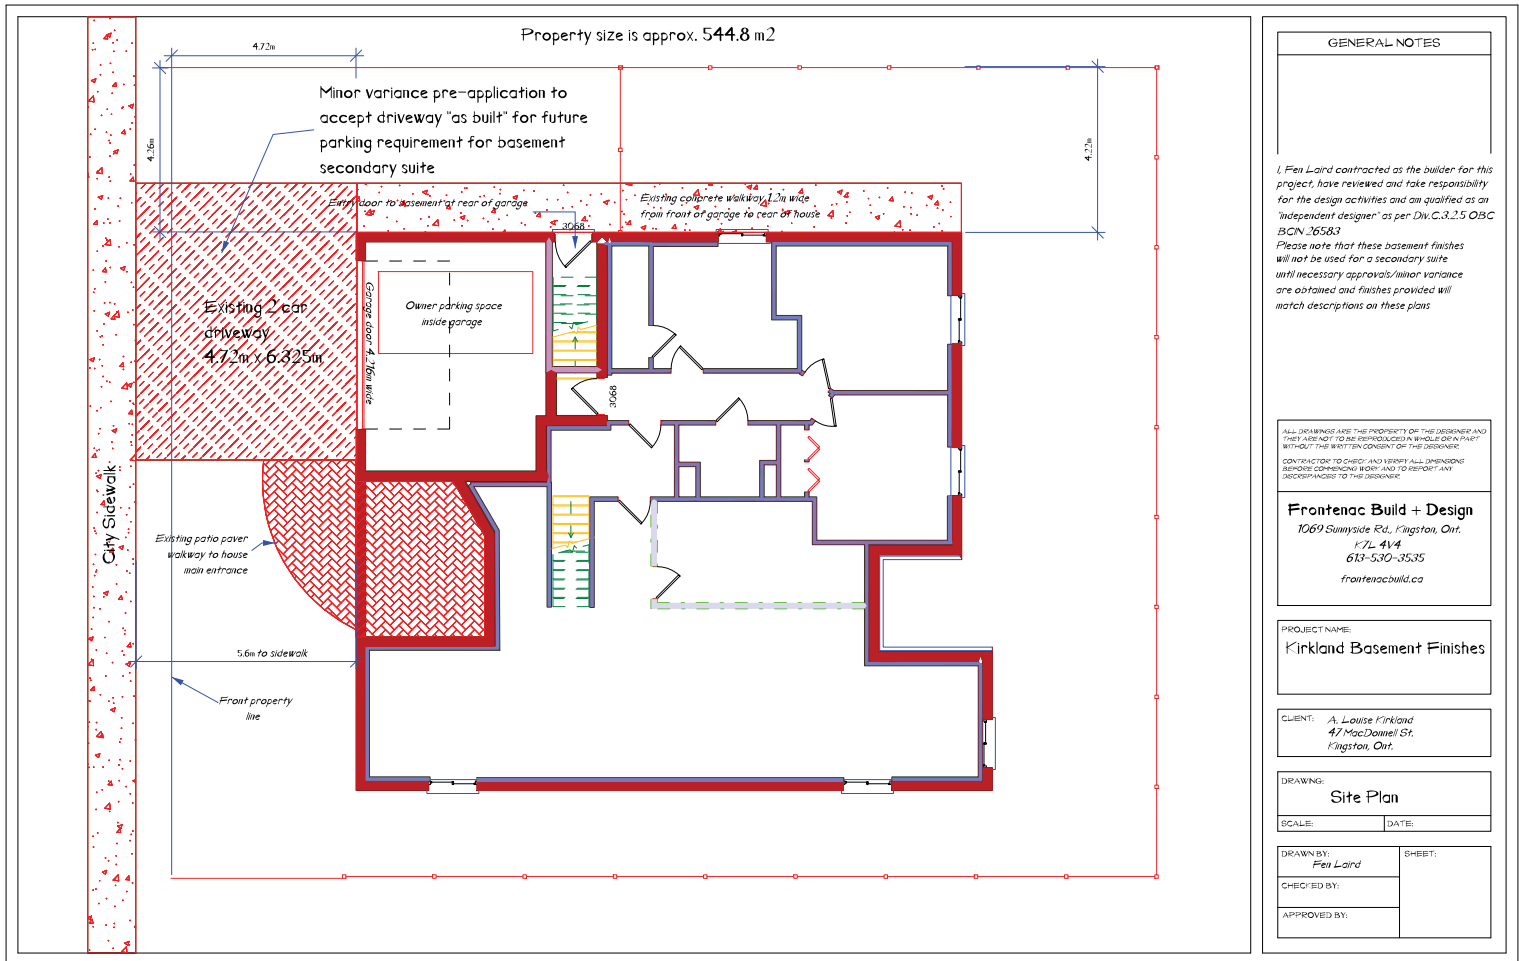 Property size is approx. 544.8 m2
4.72m
Minor variance pre-application to
accept driveway "as built" for future
parking requirement for basement
secondary suite
4.26m
4.22m
Entry door to basement at rear of garage
Existing concrete walkway 1.2m wide
from front of garage to rear of house
3068
Existing 2 car
driveway
4.72m x 6.325m
Garage door 4.216m wide
Owner parking space
inside garage
3068
City Sidewalk
Existing patio paver
walkway to house
main entrance
5.6m to sidewalk
Front property
line
GENERAL NOTES
I, Fen Laird contracted as the builder for this
project, have reviewed and take responsibility
for the design activities and am qualified as an
"independent designer" as per Div.C.3.2.5 OBC
BCIN 26583
Please note that these basement finishes
will not be used for a secondary suite
until necessary approvals/minor variance
are obtained and finishes provided will
match descriptions on these plans
ALL DRAWINGS ARE THE PROPERTY OF THE DESIGNER AND
THEY ARE NOT TO BE REPRODUCED IN WHOLE OR IN PART
WITHOUT THE WRITTEN CONSENT OF THE DESIGNER.
CONTRACTOR TO CHECK AND VERIFY ALL DIMENSIONS
BEFORE COMMENCING WORK AND TO REPORT ANY
DISCREPANCIES TO THE DESIGNER.
Frontenac Build + Design
1069 Sunnyside Rd., Kingston, Ont.
K7L 4V4
613-530-3535
frontenacbuild.ca
PROJECT NAME:
Kirkland Basement Finishes
CLIENT: A. Louise Kirkland
47 MacDonnell St.
Kingston, Ont.
DRAWING:
Site Plan
SCALE: DATE:
DRAWN BY: SHEET:
Fen Laird
CHECKED BY:
APPROVED BY: